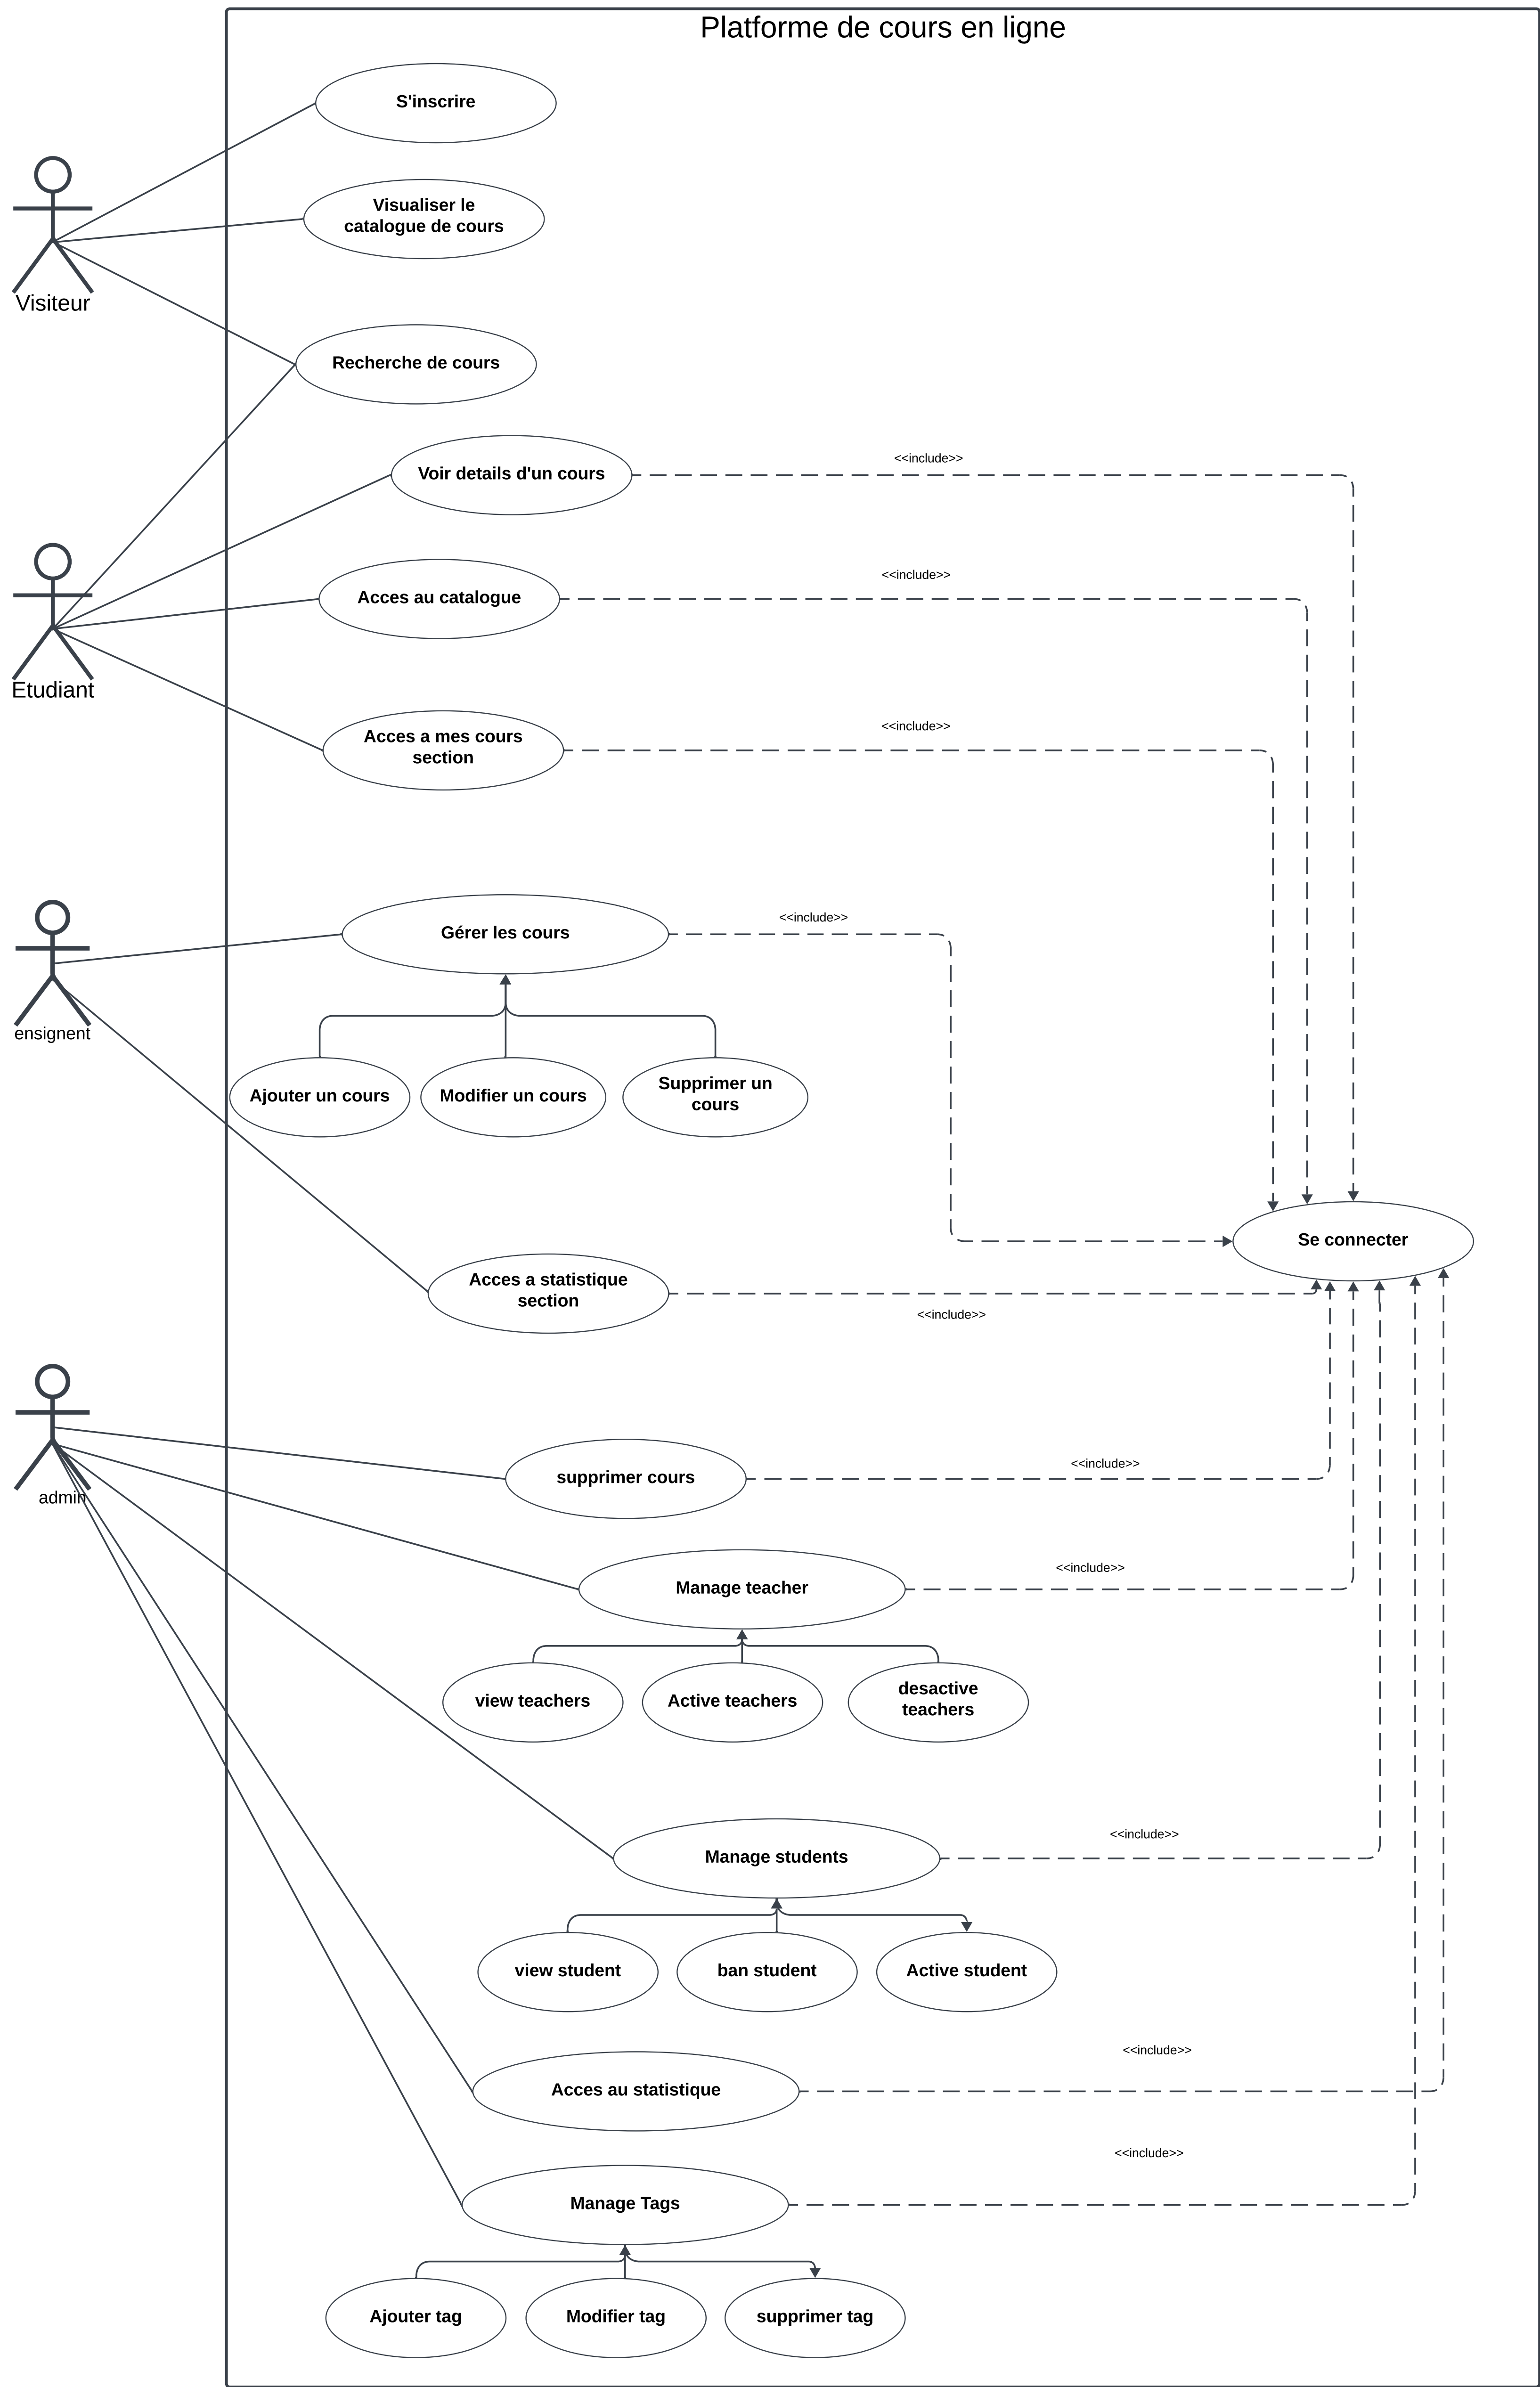 Platforme de cours en ligne
S'inscrire
Visualiser le
catalogue de cours
Visiteur
Recherche de cours
<<include>>
Voir details d'un cours
<<include>>
Acces au catalogue
Etudiant
<<include>>
Acces a mes cours
section
<<include>>
Gérer les cours
ensignent
Ajouter un cours
Modifier un cours
Supprimer un
cours
Se connecter
Acces a statistique
section
<<include>>
<<include>>
supprimer cours
admin
<<include>>
Manage teacher
view teachers
Active teachers
desactive
teachers
<<include>>
Manage students
view student
ban student
Active student
<<include>>
Acces au statistique
<<include>>
Manage Tags
Ajouter tag
Modifier tag
supprimer tag